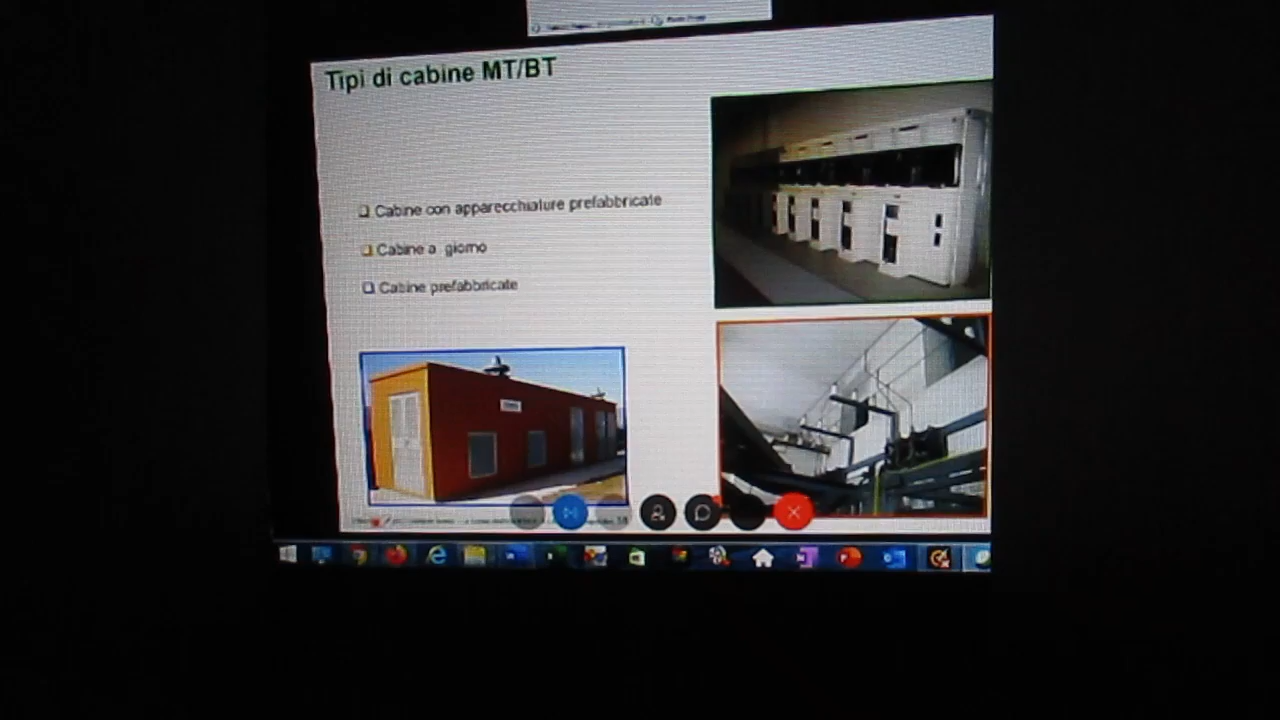 Tipi di cabine MT/BT
Cabine con apparecchiature prefabbricate
Cabine a giorno
Cabine prefabbricate